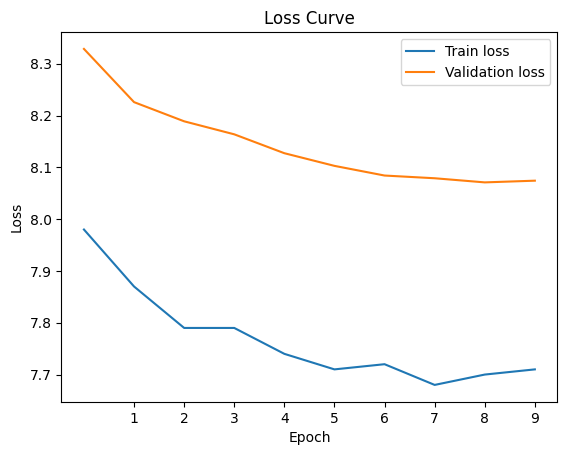 Loss Curve
Train loss
Validation loss
8.3
8.2
8.1
8.0
7.9
7.8
7.7
Loss
1 2 3 4 5 6 7 8 9
Epoch